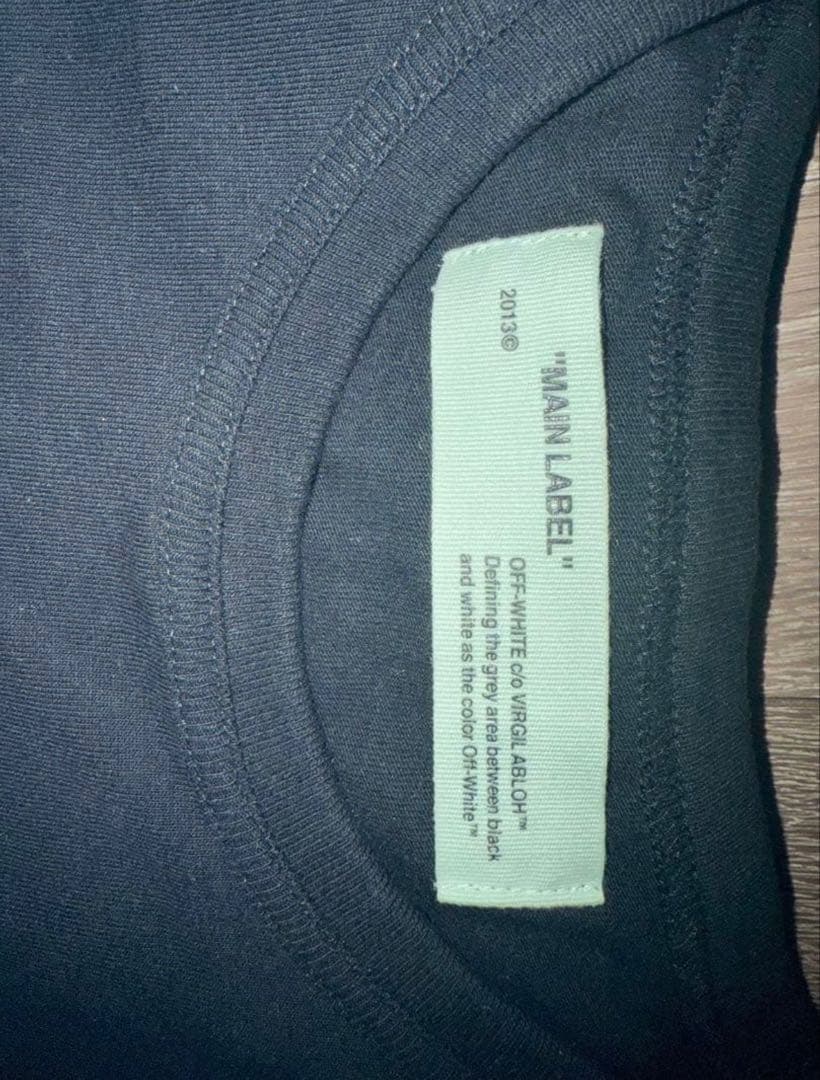 "MAIN LABEL"
2013©
OFF-WHITE c/o VIRGIL ABLOH™
Defining the grey area between black
and white as the color Off-White™